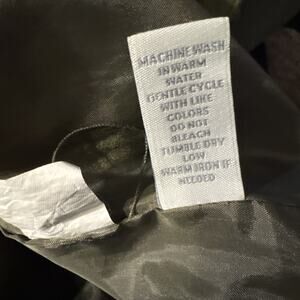 MACHINE WASH
IN WARM
WATER
GENTLE CYCLE
WITH LIKE
COLORS
DO NOT
BLEACH
TUMBLE DRY
LOW
WARM IRON IF
NEEDED